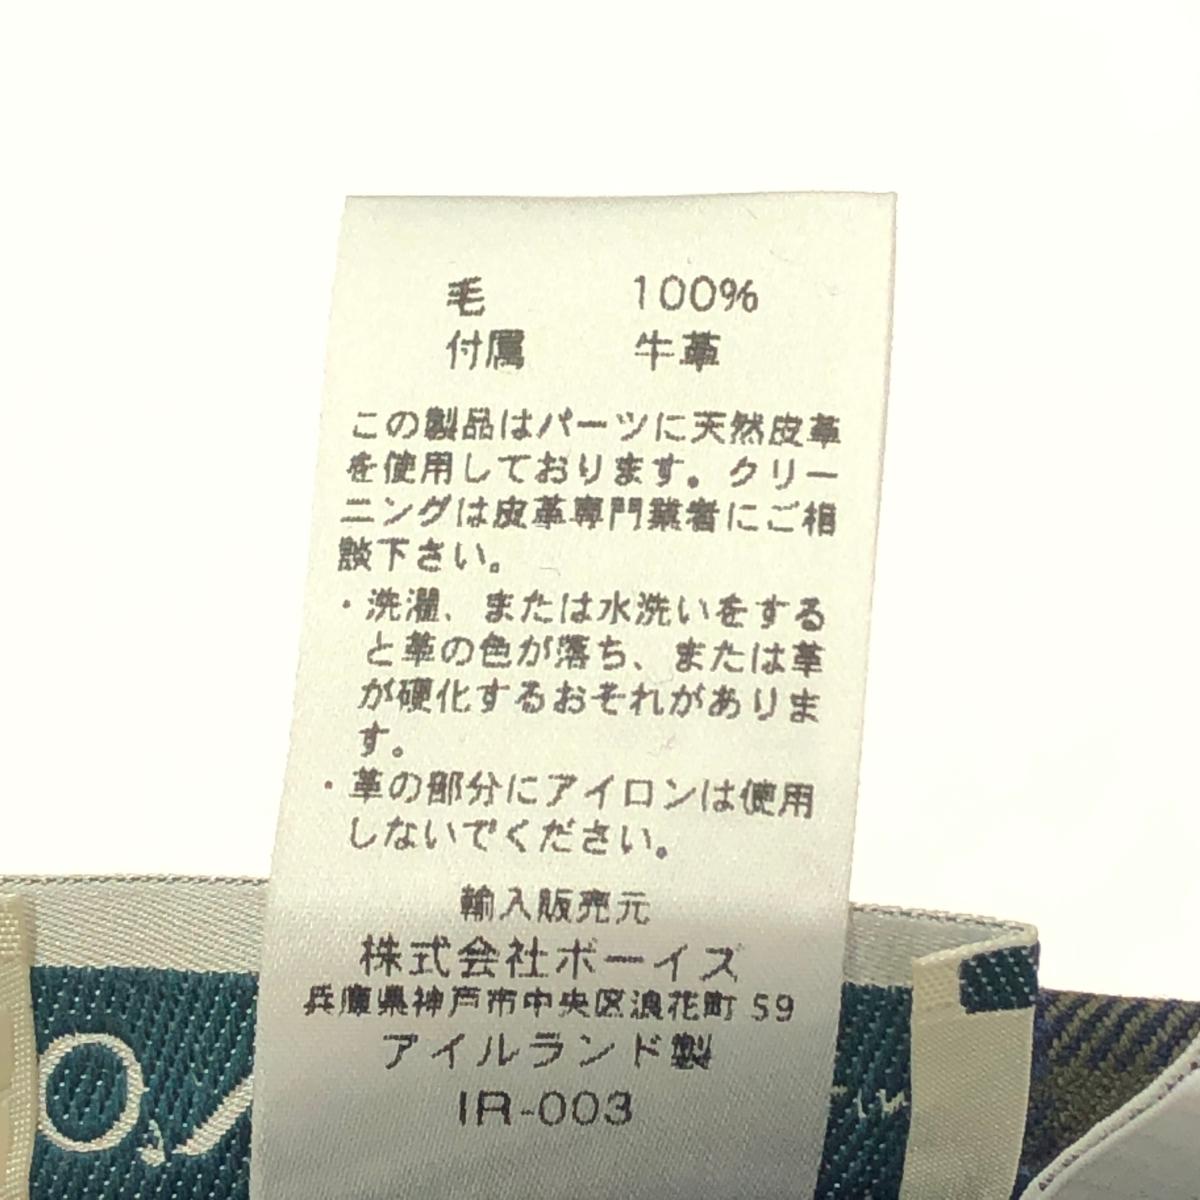 毛 100%
付属 牛革
この製品はパーツに天然皮革
を使用しております。クリー
ニングは皮革専門業者にご相
談下さい。
・洗濯、または水洗いをする
と革の色が落ち、または革
が硬化するおそれがありま
す。
・革の部分にアイロンは使用
しないでください。
輸入販売元
株式会社ボーイズ
兵庫県神戸市中央区浪花町 59
アイルランド製
IR-003